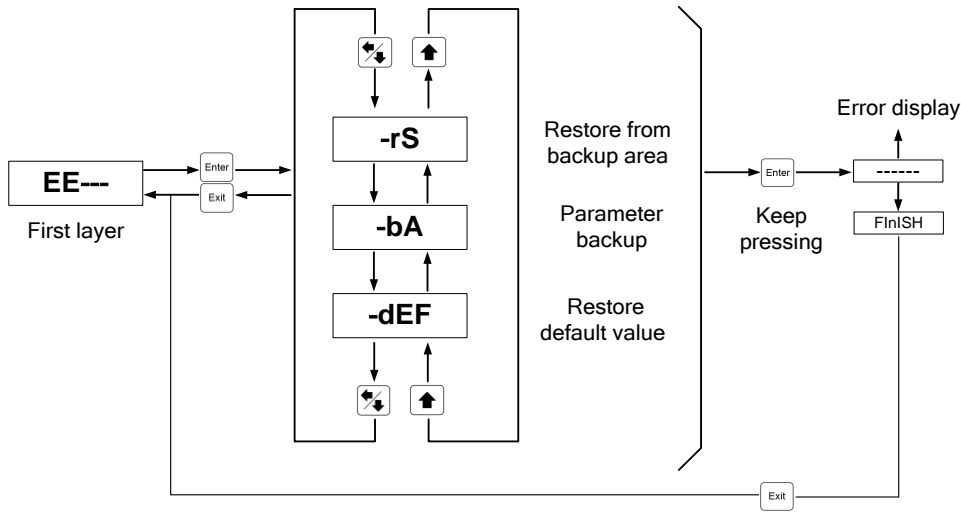 EE---
First layer
Enter
Exit
-rS
-bA
-dEF
Restore from
backup area
Parameter
backup
Restore
default value
Enter
Keep
pressing
Error display
------
FInISH
Exit